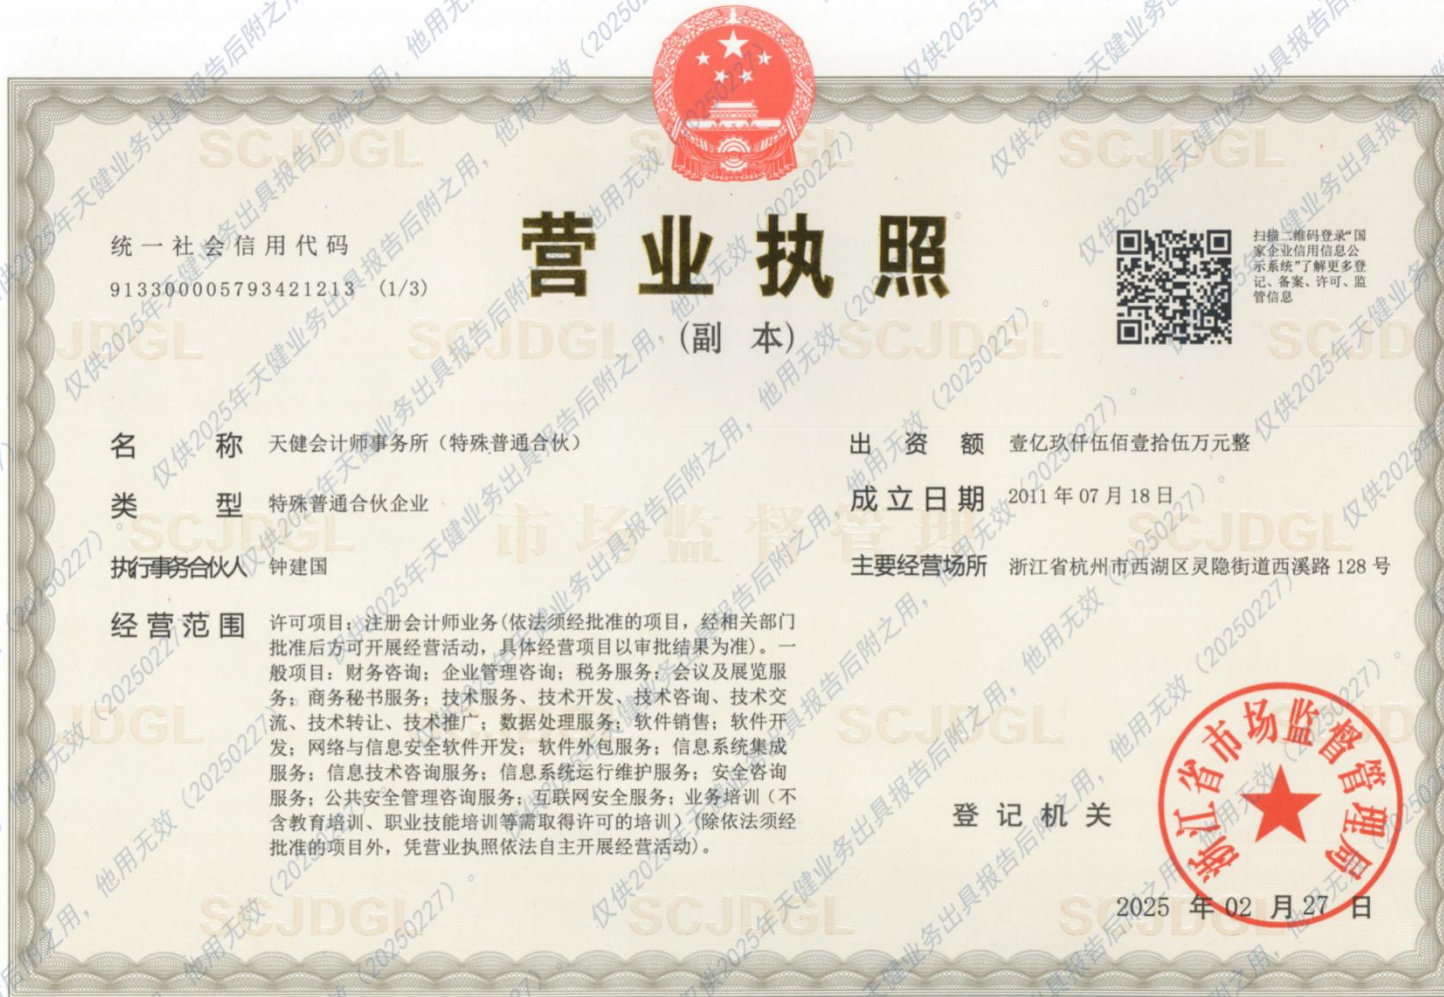 营业执照
(副 本)
统一社会信用代码
913300005793421213 (1/3)
扫描二维码登录“国
家企业信用信息公
示系统”了解更多登
记、备案、许可、监
管信息
名 称 天健会计师事务所（特殊普通合伙）
类 型 特殊普通合伙企业
执行事务合伙人 钟建国
经营范围 许可项目：注册会计师业务(依法须经批准的项目，经相关部门
批准后方可开展经营活动，具体经营项目以审批结果为准)。一
般项目：财务咨询；企业管理咨询；税务服务；会议及展览服
务；商务秘书服务；技术服务、技术开发、技术咨询、技术交
流、技术转让、技术推广；数据处理服务；软件销售；软件开
发；网络与信息安全软件开发；软件外包服务；信息系统集成
服务；信息技术咨询服务；信息系统运行维护服务；安全咨询
服务；公共安全管理咨询服务；互联网安全服务；业务培训（不
含教育培训、职业技能培训等需取得许可的培训）(除依法须经
批准的项目外，凭营业执照依法自主开展经营活动)。
出 资 额 壹亿玖仟伍佰壹拾伍万元整
成立日期 2011 年 07 月 18 日
主要经营场所 浙江省杭州市西湖区灵隐街道西溪路 128 号
登记机关
浙江省市场监督管理局
2025 年 02 月 27 日
市场监督管理
SCJDGL
仅供2025年天健业务出具报告后附之用，他用无效（20250227）。